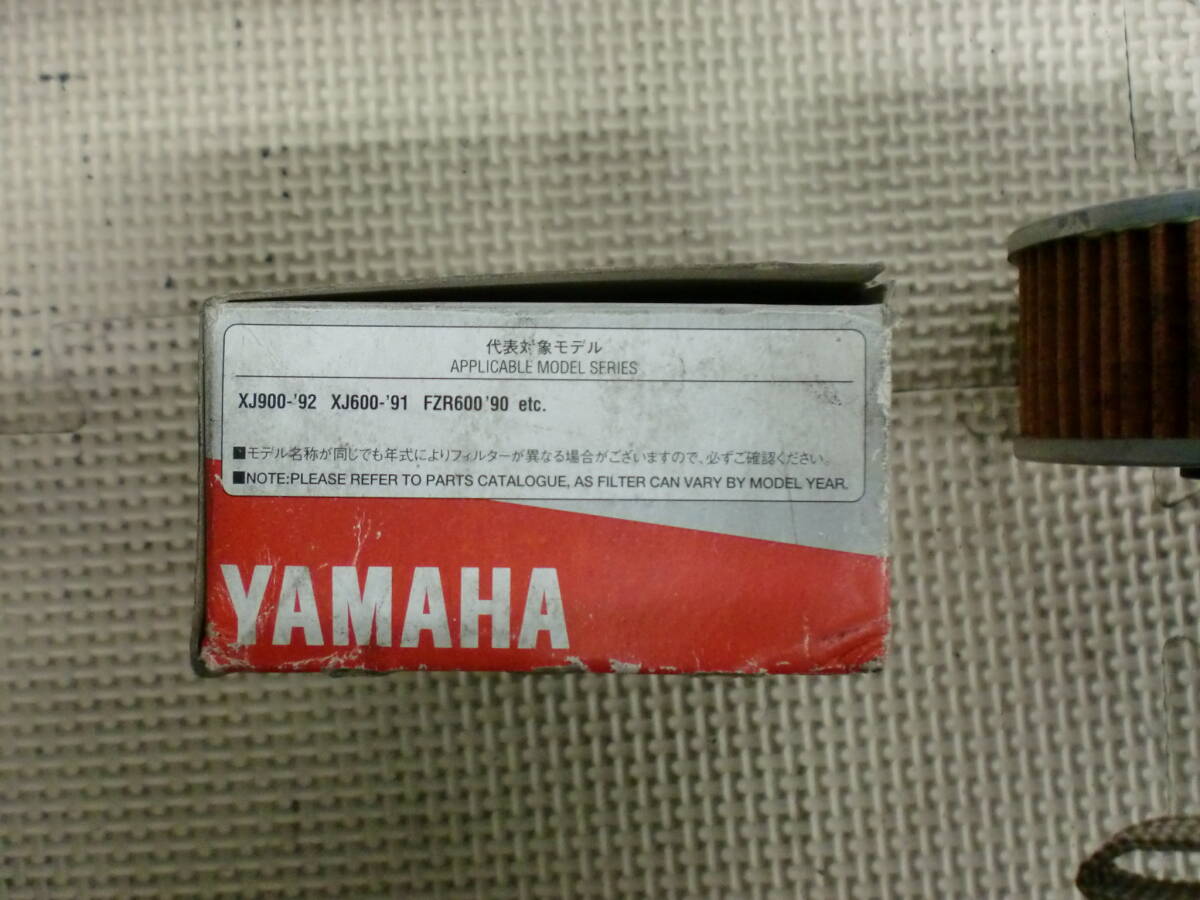 代表対象モデル
APPLICABLE MODEL SERIES
XJ900-'92 XJ600-'91 FZR600'90 etc.
■モデル名称が同じでも年式によりフィルターが異なる場合がございますので、必ずご確認ください。
■NOTE:PLEASE REFER TO PARTS CATALOGUE, AS FILTER CAN VARY BY MODEL YEAR.
YAMAHA